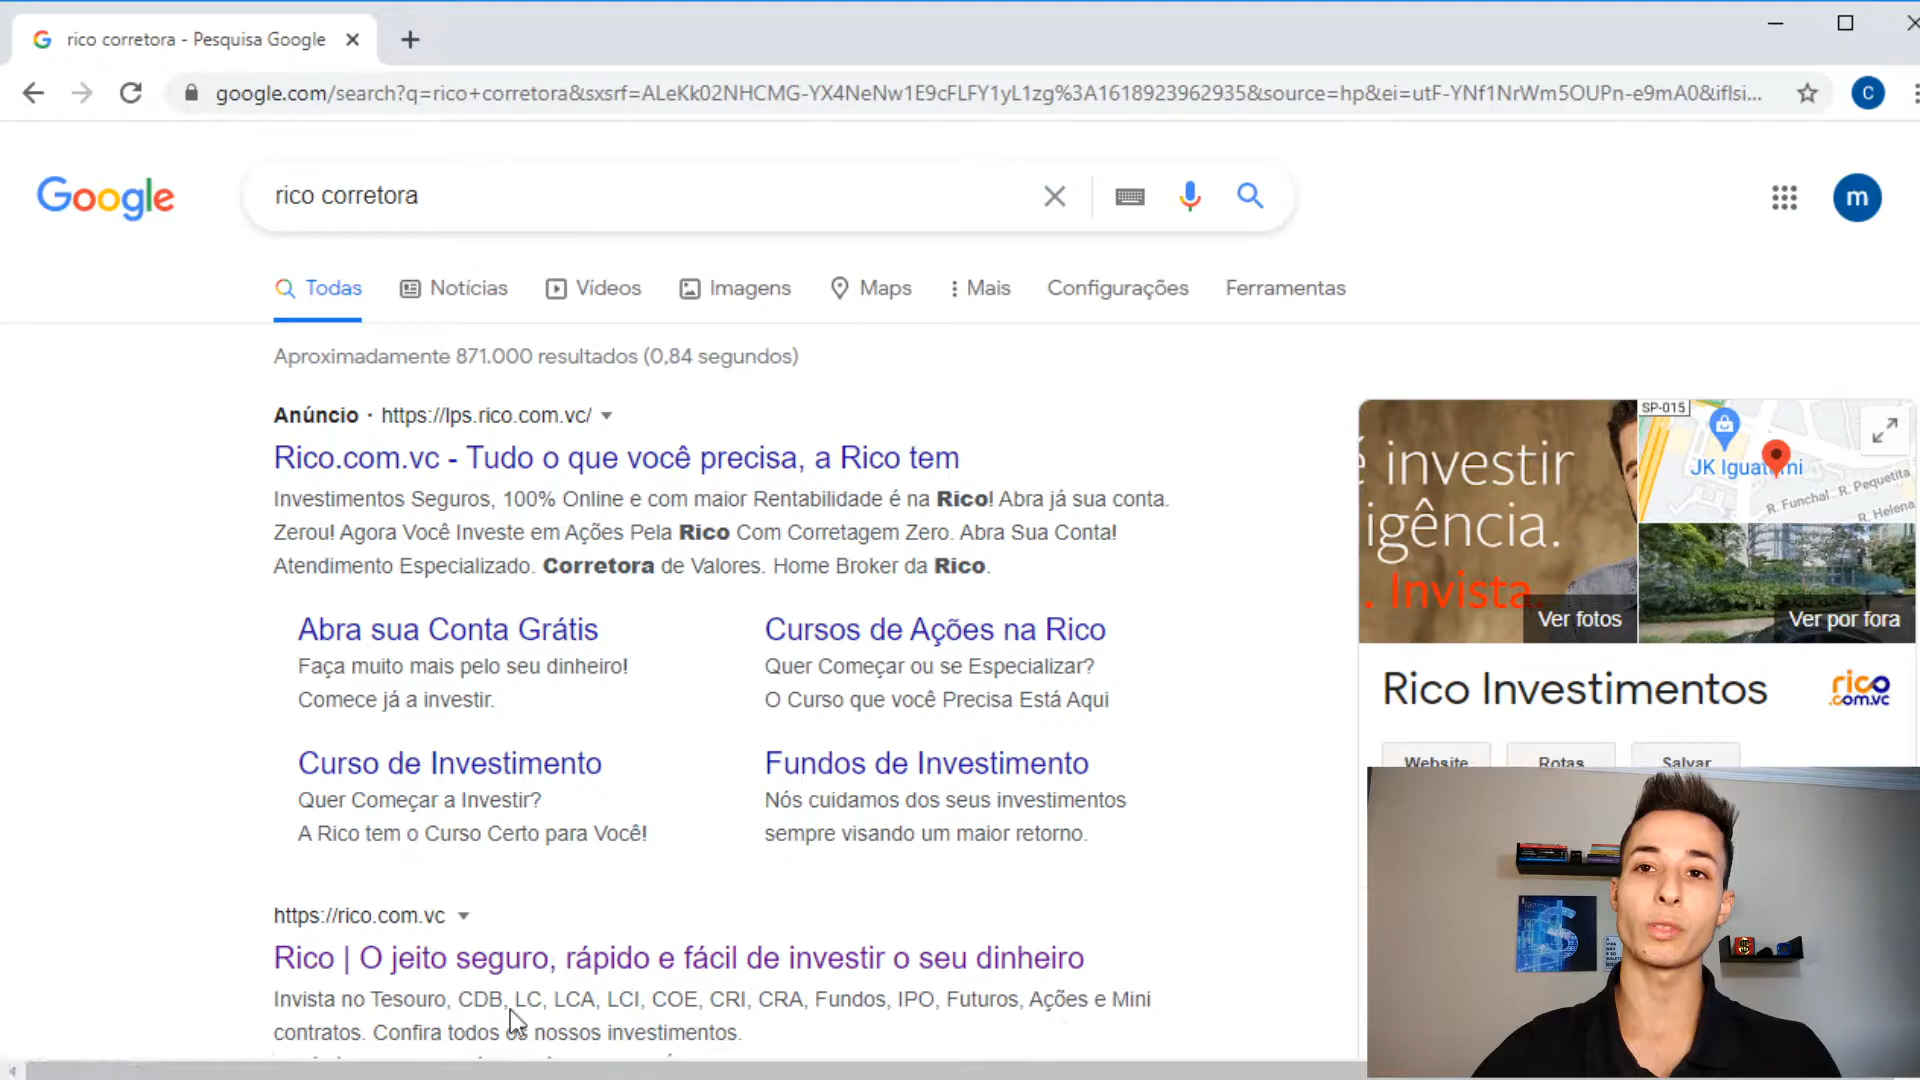 rico corretora - Pesquisa Google
google.com/search?q=rico+corretora&sxsrf=ALeKk02NHCMG-YX4NeNw1E9cFLFY1yL1zg%3A1618923962935&source=hp&ei=utF-YNf1NrWm5OUPn-e9mA0&iflsi...
C
Google
rico corretora
m
Todas
Notícias
Vídeos
Imagens
Maps
Mais
Configurações
Ferramentas
Aproximadamente 871.000 resultados (0,84 segundos)
Anúncio · https://lps.rico.com.vc/
Rico.com.vc - Tudo o que você precisa, a Rico tem
Investimentos Seguros, 100% Online e com maior Rentabilidade é na Rico! Abra já sua conta.
Zerou! Agora Você Investe em Ações Pela Rico Com Corretagem Zero. Abra Sua Conta!
Atendimento Especializado. Corretora de Valores. Home Broker da Rico.
Abra sua Conta Grátis
Faça muito mais pelo seu dinheiro!
Comece já a investir.
Cursos de Ações na Rico
Quer Começar ou se Especializar?
O Curso que você Precisa Está Aqui
Curso de Investimento
Quer Começar a Investir?
A Rico tem o Curso Certo para Você!
Fundos de Investimento
Nós cuidamos dos seus investimentos
sempre visando um maior retorno.
https://rico.com.vc
Rico | O jeito seguro, rápido e fácil de investir o seu dinheiro
Invista no Tesouro, CDB, LC, LCA, LCI, COE, CRI, CRA, Fundos, IPO, Futuros, Ações e Mini
contratos. Confira todos os nossos investimentos.
é investir
igência.
. Invista.
Ver fotos
SP-015
JK Iguatemi
R. Funchal
R. Pequetita
R. Helena
Ver por fora
Rico Investimentos
rico
.com.vc
Website
Rotas
Salvar